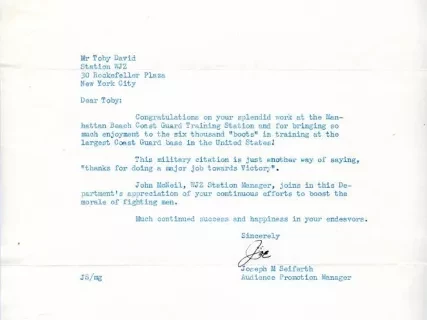 Mr Toby David
Station WJZ
30 Rockefeller Plaza
New York City
Dear Toby:
Congratulations on your splendid work at the Man-
hattan Beach Coast Guard Training Station and for bringing so
much enjoyment to the six thousand "boots" in training at the
largest Coast Guard base in the United States!
This military citation is just another way of saying,
"thanks for doing a major job towards Victory".
John McNeil, WJZ Station Manager, joins in this De-
partment's appreciation of your continuous efforts to boost the
morale of fighting men.
Much continued success and happiness in your endeavors.
Sincerely
Joe
Joseph M Seiferth
JS/mg Audience Promotion Manager